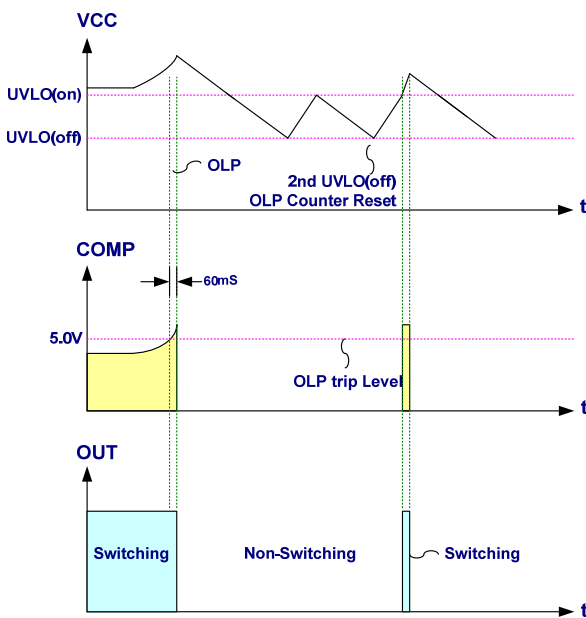 VCC
UVLO(on)
UVLO(off)
OLP
2nd UVLO(off)
OLP Counter Reset
t
COMP
60mS
5.0V
OLP trip Level
t
OUT
Switching
Non-Switching
Switching
t